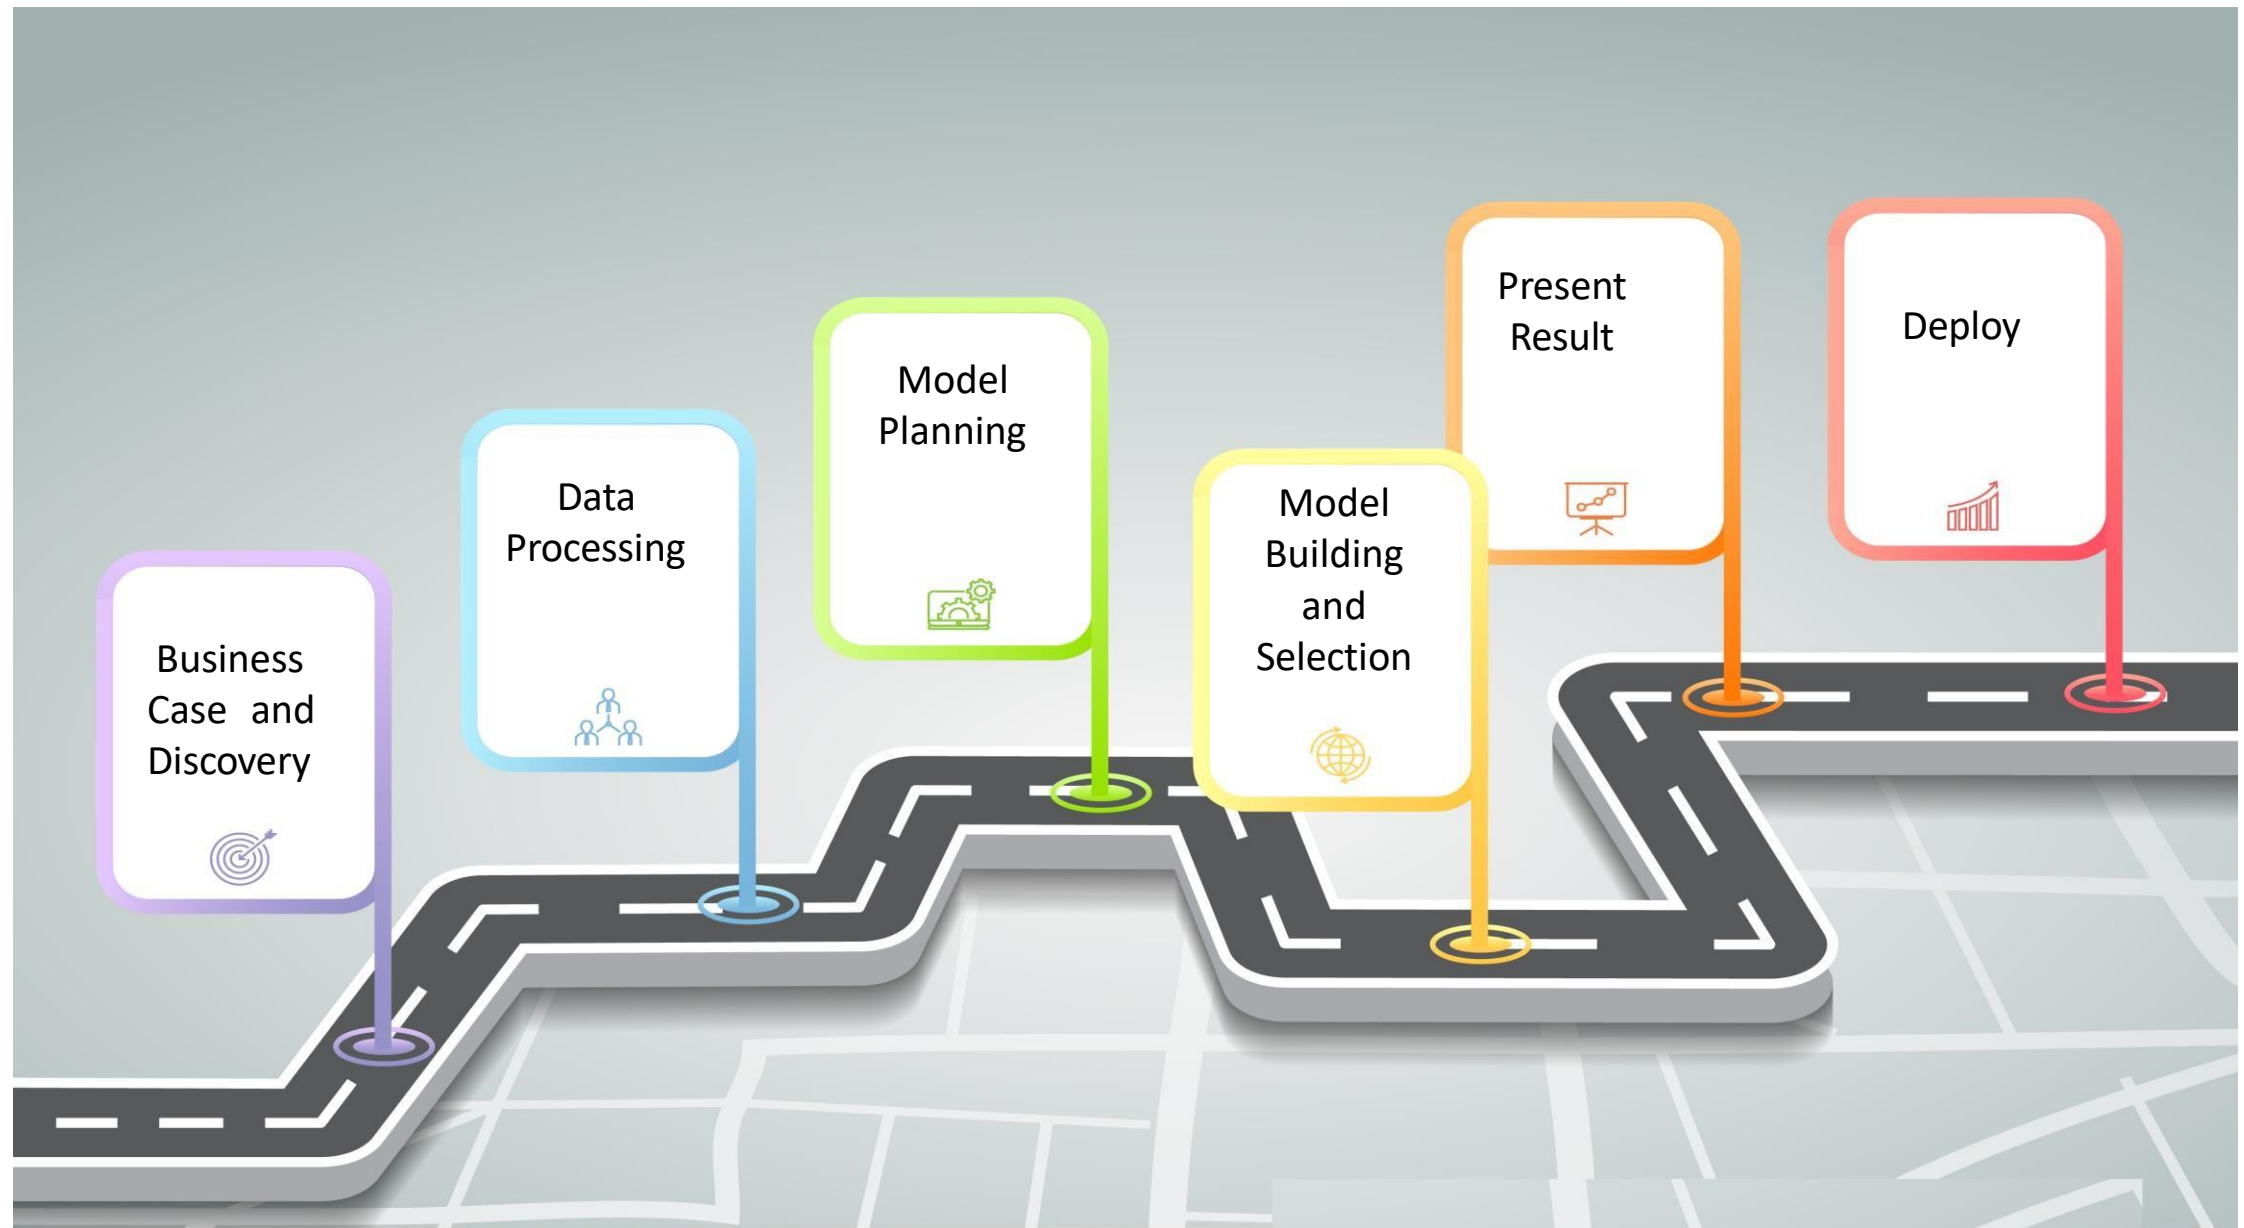 Business
Case and
Discovery
Data
Processing
Model
Planning
Model
Building
and
Selection
Present
Result
Deploy